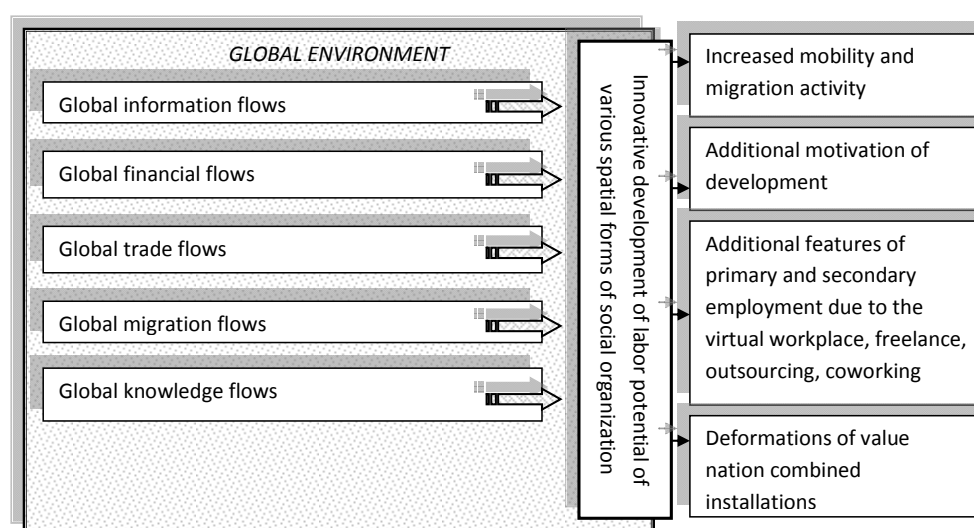 GLOBAL ENVIRONMENT
Global information flows
Global financial flows
Global trade flows
Global migration flows
Global knowledge flows
Innovative development of labor potential of
various spatial forms of social organization
Increased mobility and
migration activity
Additional motivation of
development
Additional features of
primary and secondary
employment due to the
virtual workplace, freelance,
outsourcing, coworking
Deformations of value
nation combined
installations